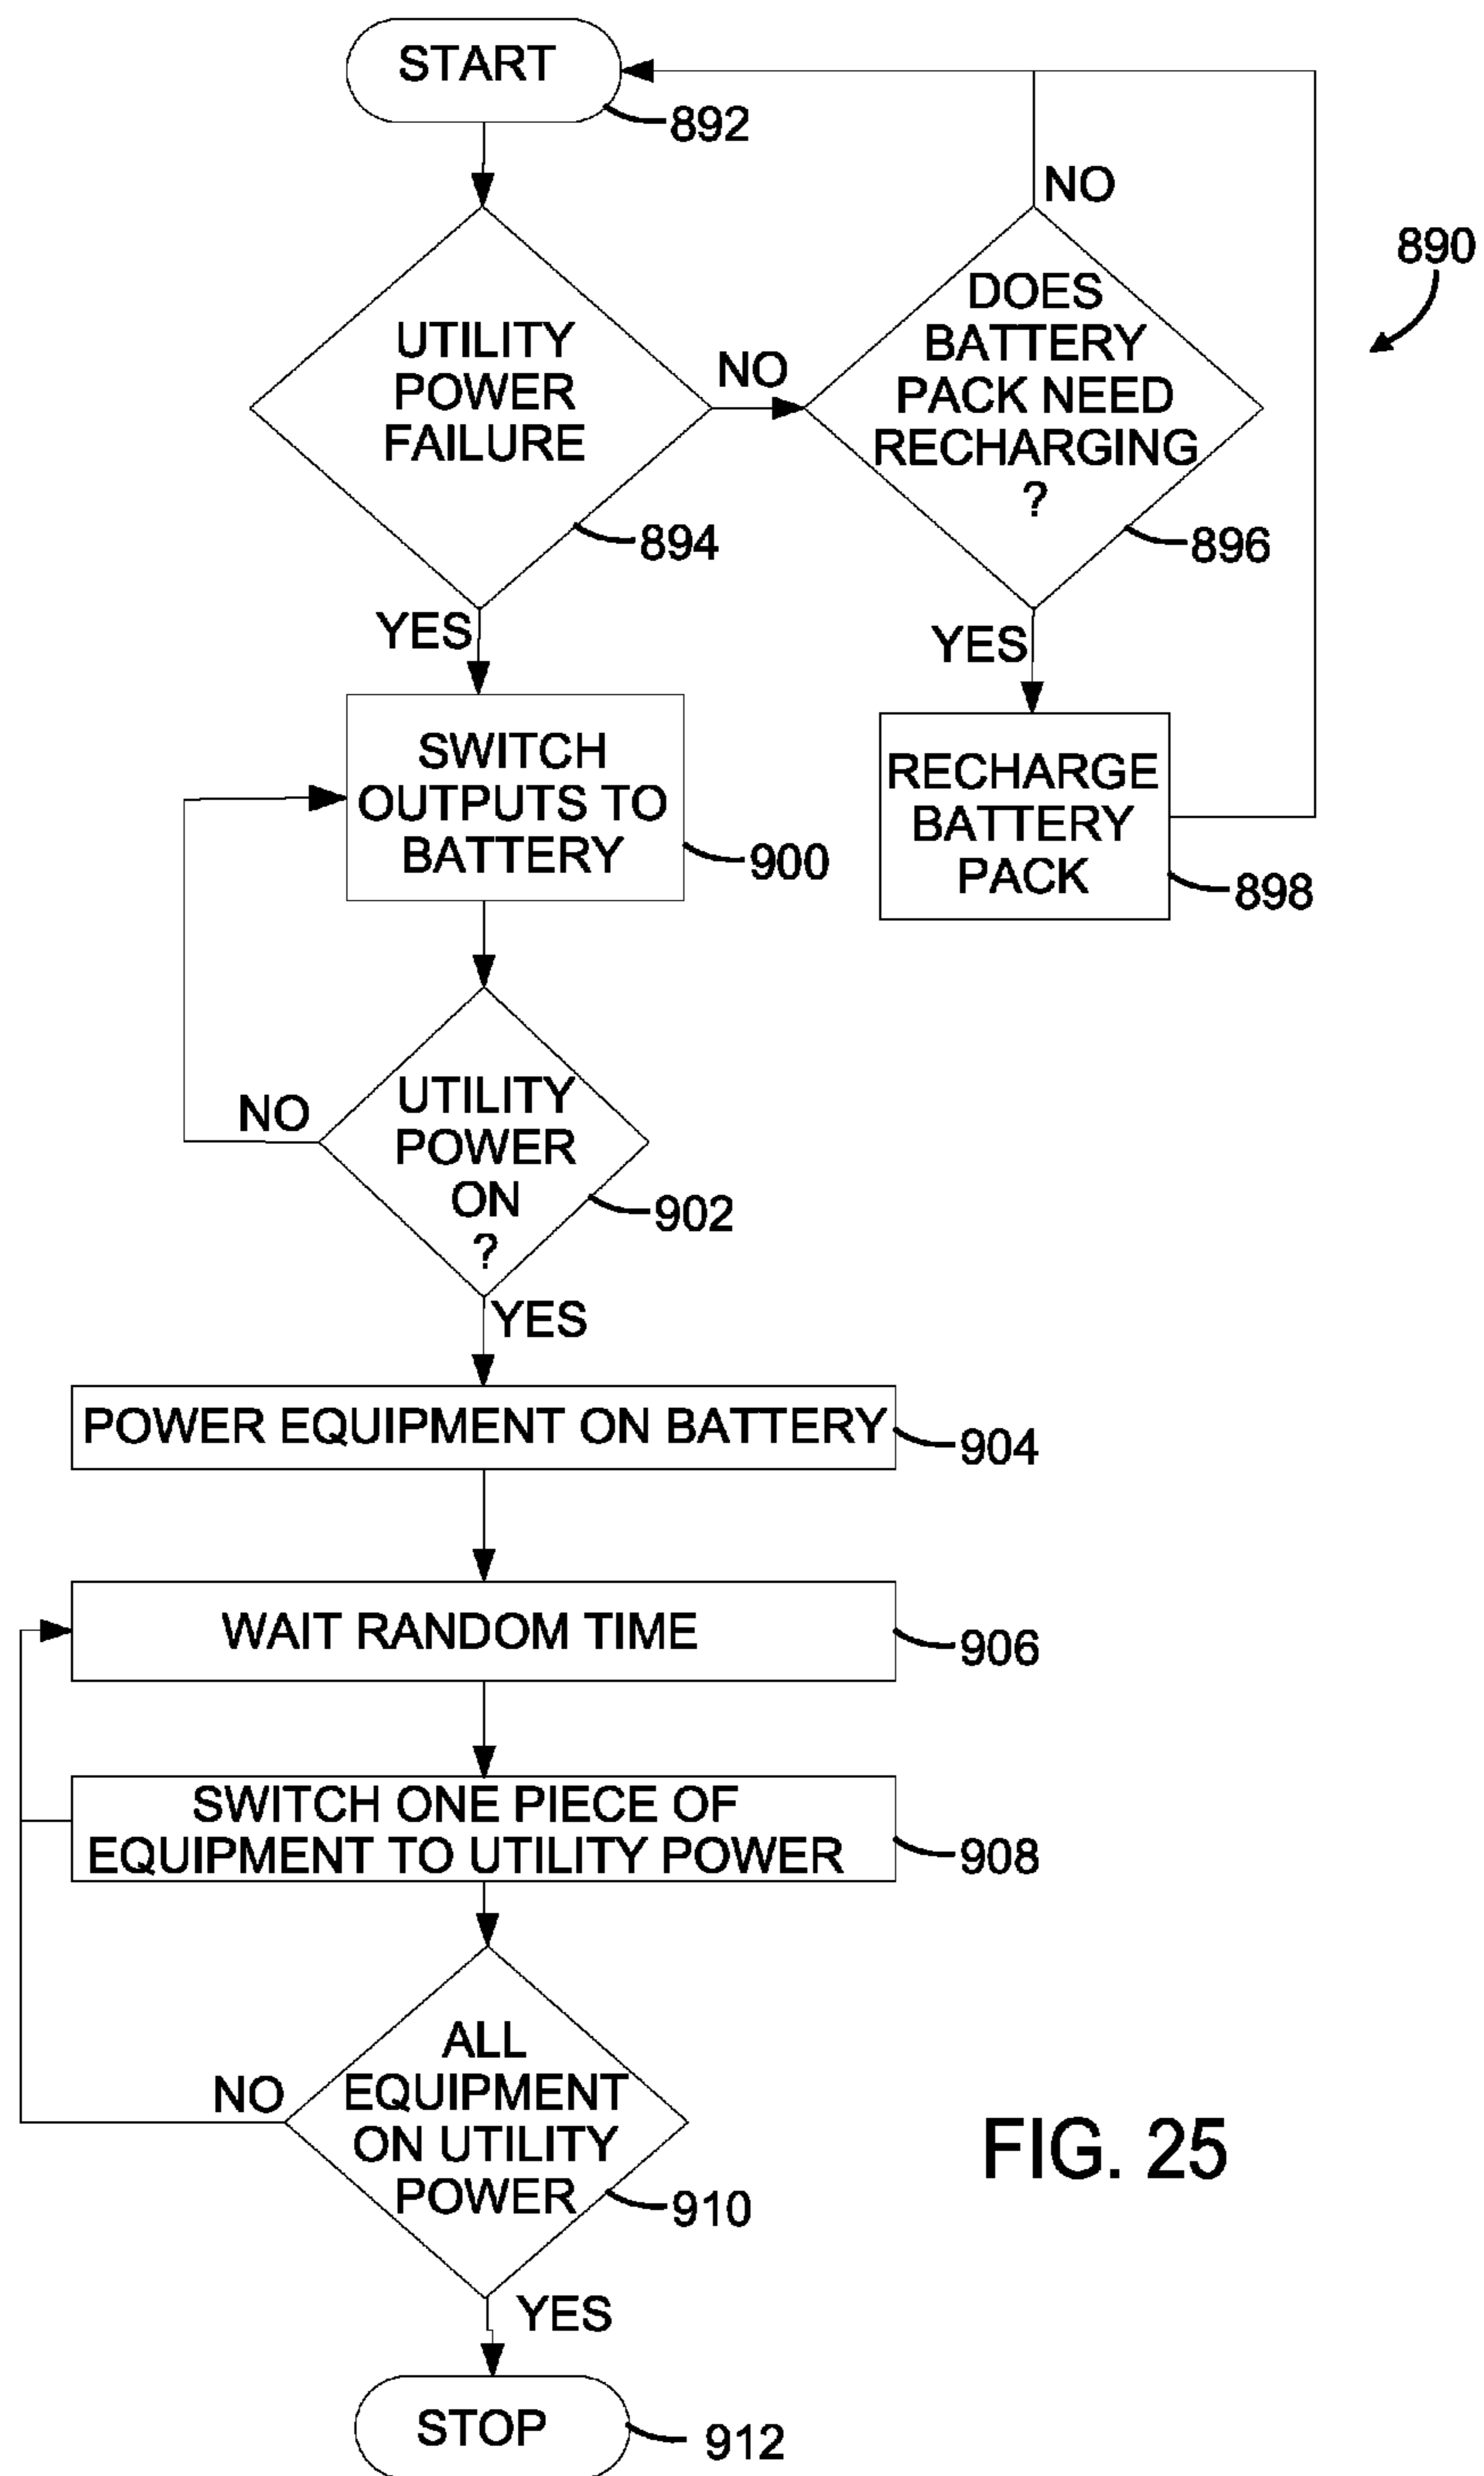 START
892
NO
890
UTILITY
POWER
FAILURE
894
NO
DOES
BATTERY
PACK NEED
RECHARGING
?
896
YES
YES
SWITCH
OUTPUTS TO
BATTERY
900
RECHARGE
BATTERY
PACK
898
NO
UTILITY
POWER
ON
?
902
YES
POWER EQUIPMENT ON BATTERY
904
WAIT RANDOM TIME
906
SWITCH ONE PIECE OF
EQUIPMENT TO UTILITY POWER
908
NO
ALL
EQUIPMENT
ON UTILITY
POWER
910
FIG. 25
YES
STOP
912